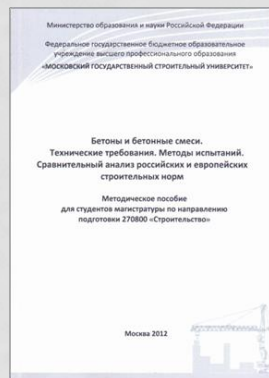 Министерство образования и науки Российской Федерации
Федеральное государственное бюджетное образовательное
учреждение высшего профессионального образования
«МОСКОВСКИЙ ГОСУДАРСТВЕННЫЙ СТРОИТЕЛЬНЫЙ УНИВЕРСИТЕТ»
Бетоны и бетонные смеси.
Технические требования. Методы испытаний.
Сравнительный анализ российских и европейских
строительных норм
Методическое пособие
для студентов магистратуры по направлению
подготовки 270800 «Строительство»
Москва 2012